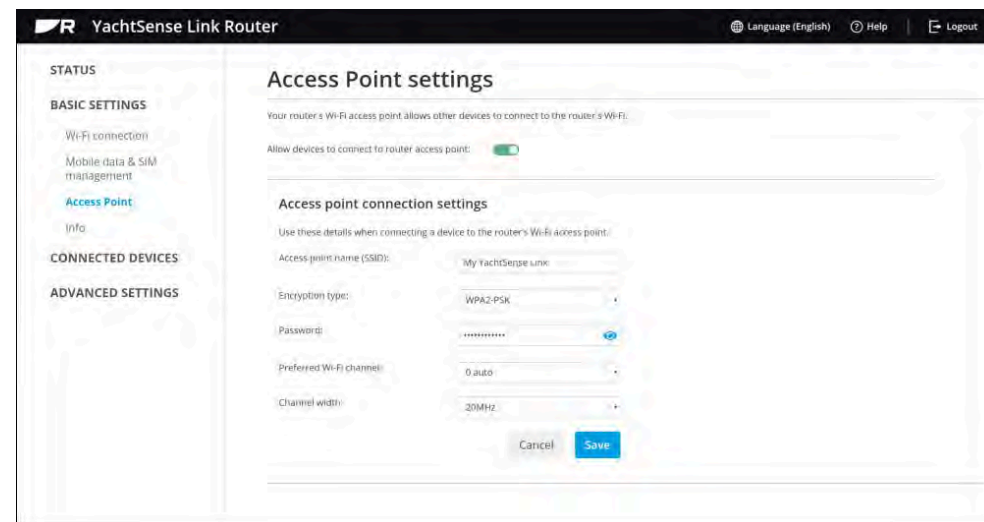 YachtSense Link Router
Language (English)
Help
Logout
STATUS
BASIC SETTINGS
Wi-Fi connection
Mobile data & SIM
management
Access Point
Info
CONNECTED DEVICES
ADVANCED SETTINGS
Access Point settings
Your router's Wi-Fi access point allows other devices to connect to the router's Wi-Fi.
Allow devices to connect to router access point:
Access point connection settings
Use these details when connecting a device to the router's Wi-Fi access point.
Access point name (SSID): My YachtSense Link
Encryption type: WPA2-PSK
Password: ••••••••••••
Preferred Wi-Fi channel: 0 auto
Channel width: 20MHz
Cancel Save